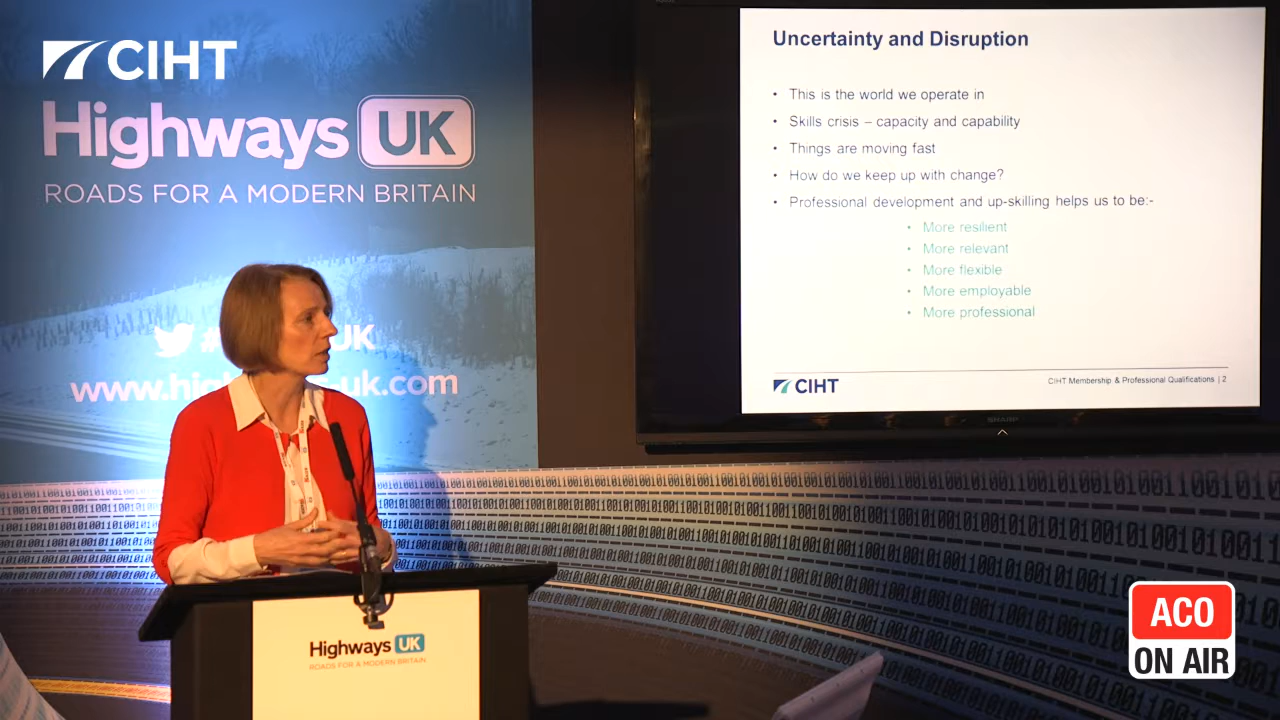 CIHT
Highways UK
ROADS FOR A MODERN BRITAIN
UK
www.hig
-uk.com
Uncertainty and Disruption
• This is the world we operate in
• Skills crisis – capacity and capability
• Things are moving fast
• How do we keep up with change?
• Professional development and up-skilling helps us to be:-
• More resilient
• More relevant
• More flexible
• More employable
• More professional
CIHT
CIHT Membership & Professional Qualifications | 2
SHARP
Highways UK
ROADS FOR A MODERN BRITAIN
ACO
ON AIR